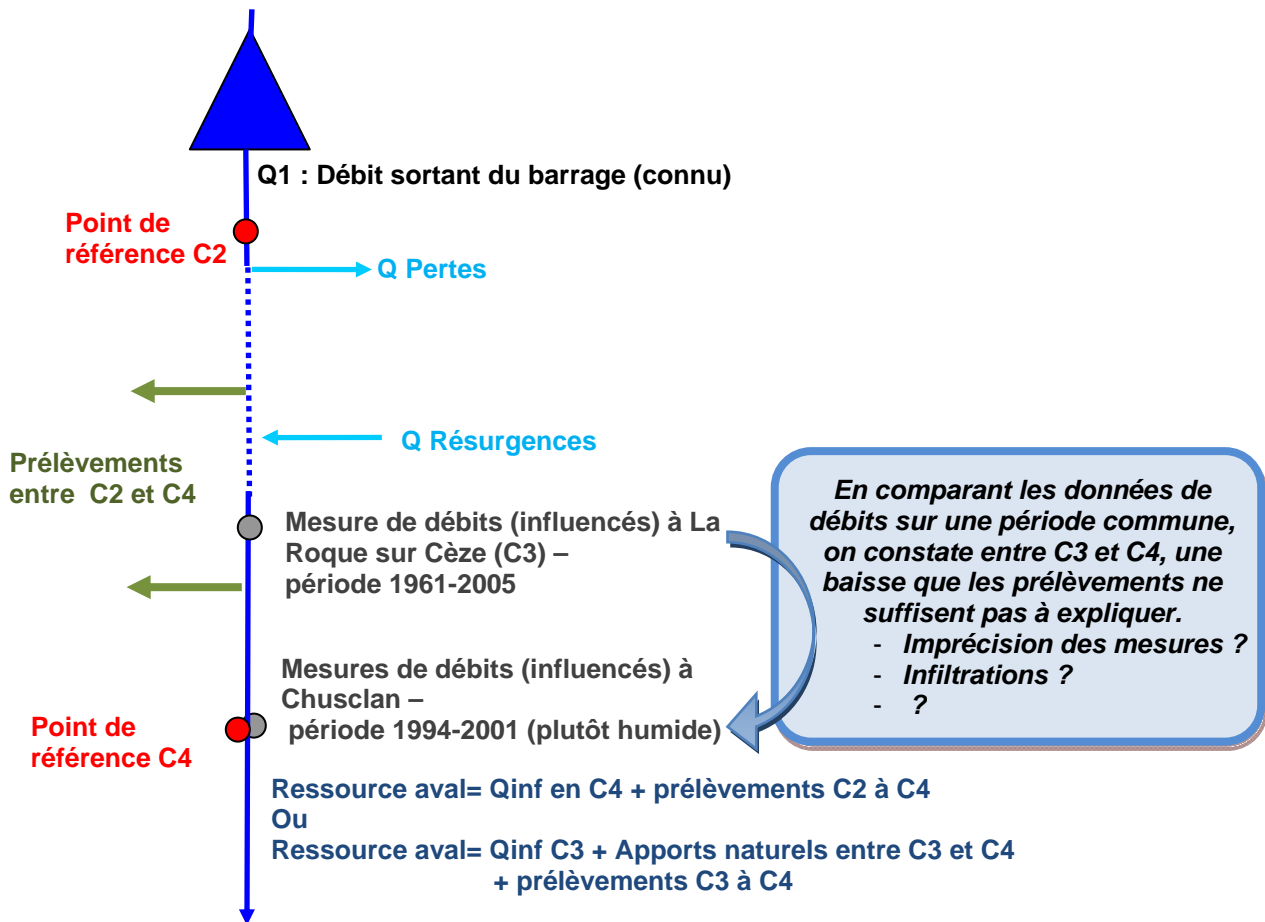 Q1 : Débit sortant du barrage (connu)
Point de
référence C2
Q Pertes
Q Résurgences
Prélèvements
entre  C2 et C4
Mesure de débits (influencés) à La
Roque sur Cèze (C3) –
période 1961-2005
En comparant les données de
débits sur une période commune,
on constate entre C3 et C4, une
baisse que les prélèvements ne
suffisent pas à expliquer.
- Imprécision des mesures ?
- Infiltrations ?
- ?
Mesures de débits (influencés) à
Chusclan –
période 1994-2001 (plutôt humide)
Point de
référence C4
Ressource aval= Qinf en C4 + prélèvements C2 à C4
Ou
Ressource aval= Qinf C3 + Apports naturels entre C3 et C4
+ prélèvements C3 à C4